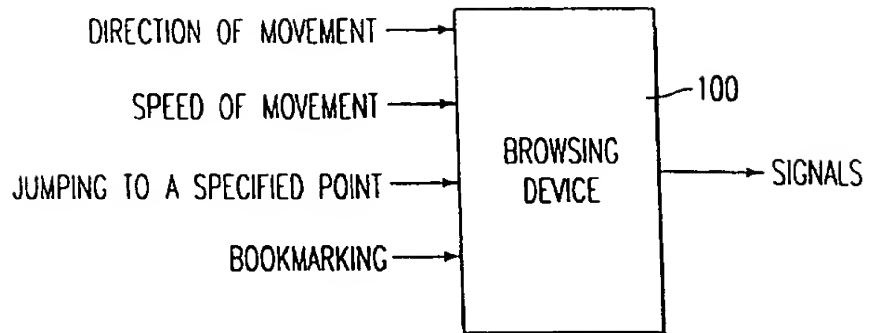 DIRECTION OF MOVEMENT
SPEED OF MOVEMENT
JUMPING TO A SPECIFIED POINT
BOOKMARKING
BROWSING
DEVICE
100
SIGNALS